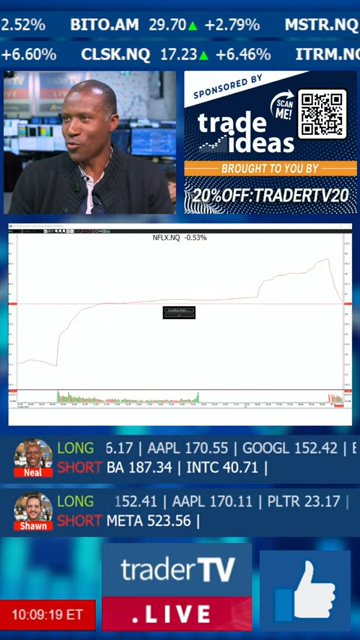 2.52% BITO.AM 29.70▲ +2.79% MSTR.NQ
+6.60% CLSK.NQ 17.23▲ +6.46% ITRM.NQ
SPONSORED BY
SCAN ME!
trade ideas
BROUGHT TO YOU BY
20%OFF:TRADERTV20
NFLX.NQ -0.53%
LONG 6.17 | AAPL 170.55 | GOOGL 152.42 |
SHORT BA 187.34 | INTC 40.71 |
Neal
LONG 152.41 | AAPL 170.11 | PLTR 23.17 |
SHORT META 523.56 |
Shawn
10:09:19 ET
traderTV
.LIVE